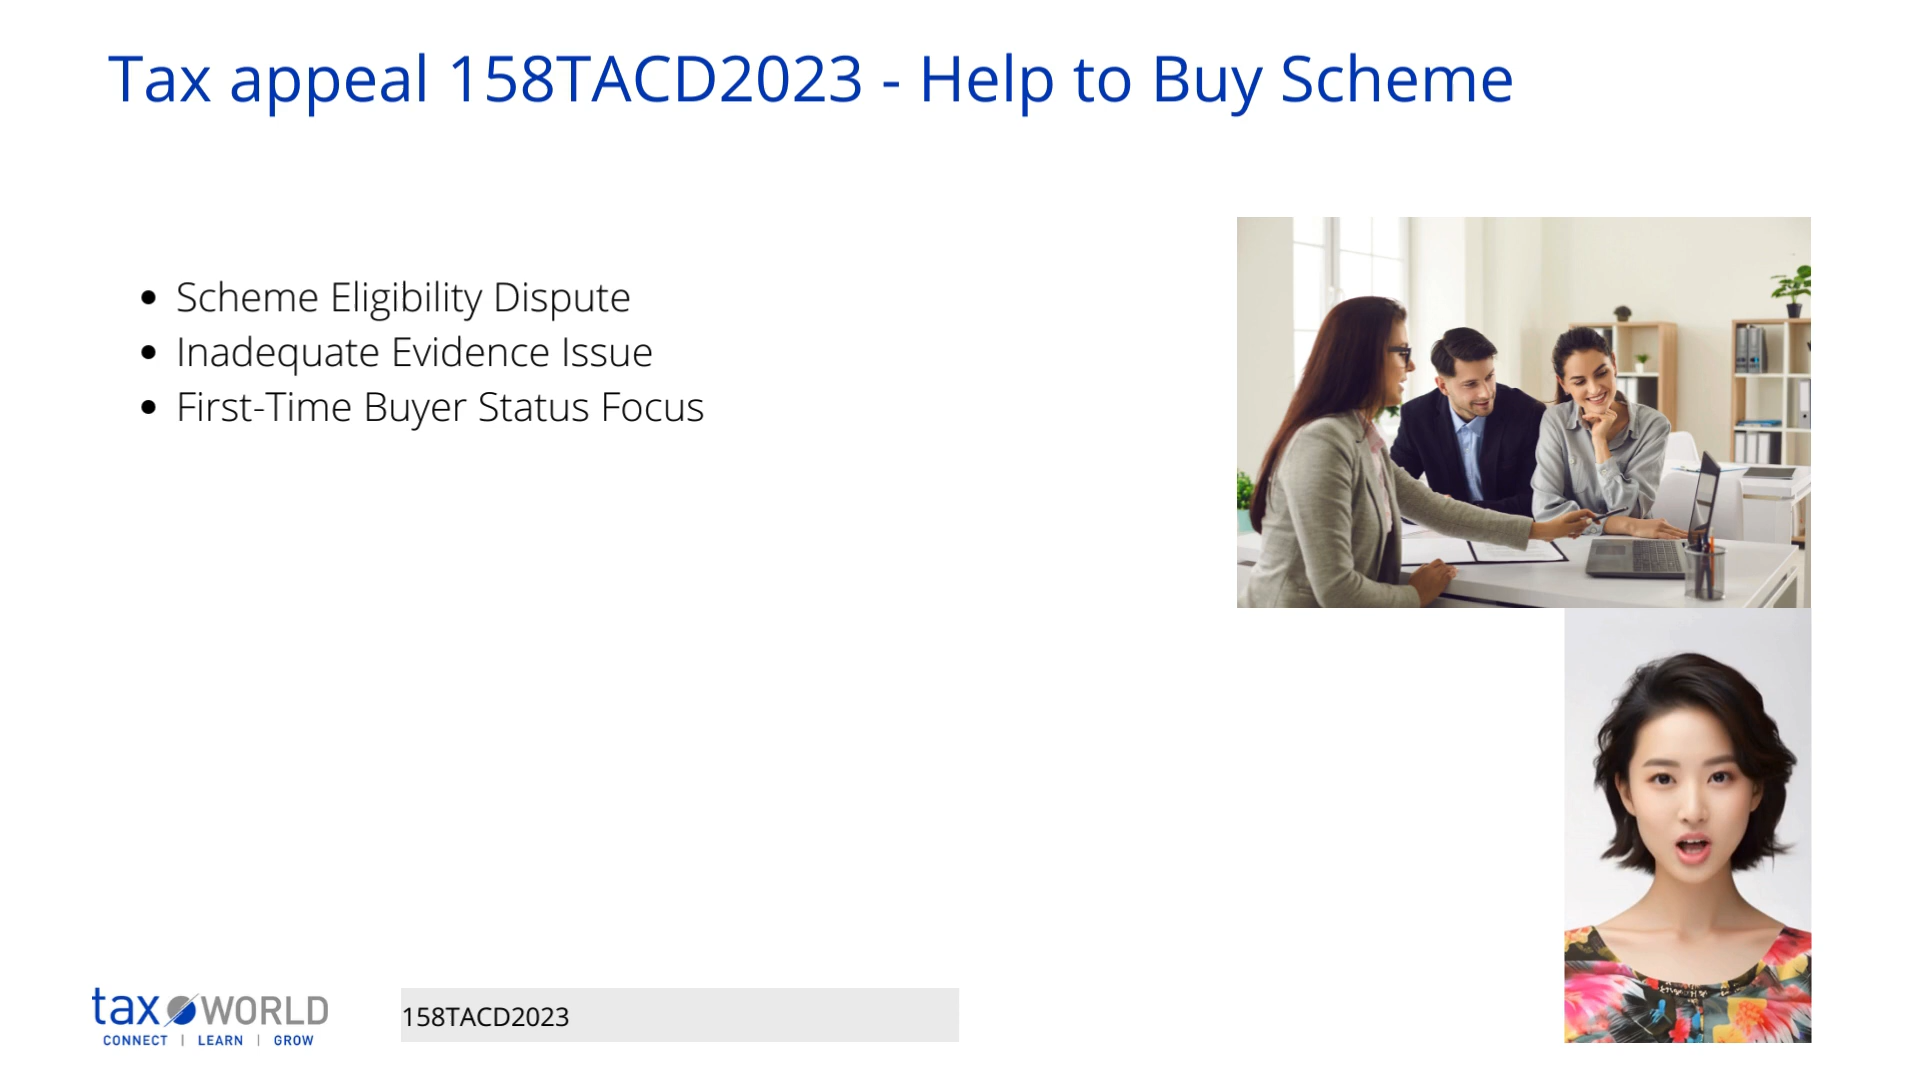 Tax appeal 158TACD2023 - Help to Buy Scheme
Scheme Eligibility Dispute
Inadequate Evidence Issue
First-Time Buyer Status Focus
tax WORLD
CONNECT | LEARN | GROW
158TACD2023